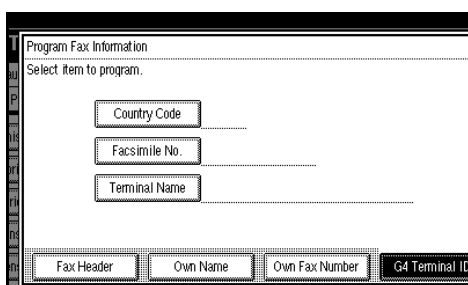 Program Fax Information
Select item to program.
Country Code
Facsimile No.
Terminal Name
Fax Header
Own Name
Own Fax Number
G4 Terminal ID